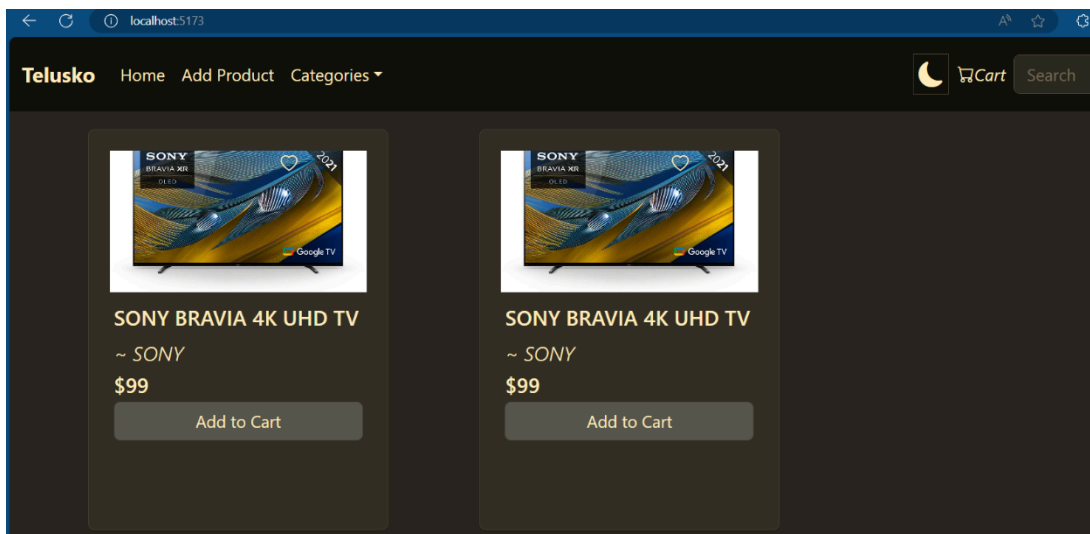 localhost:5173
Telusko Home Add Product Categories Cart Search
SONY
BRAVIA XR
OLED
2021
Google TV
SONY BRAVIA 4K UHD TV
~ SONY
$99
Add to Cart
SONY
BRAVIA XR
OLED
2021
Google TV
SONY BRAVIA 4K UHD TV
~ SONY
$99
Add to Cart